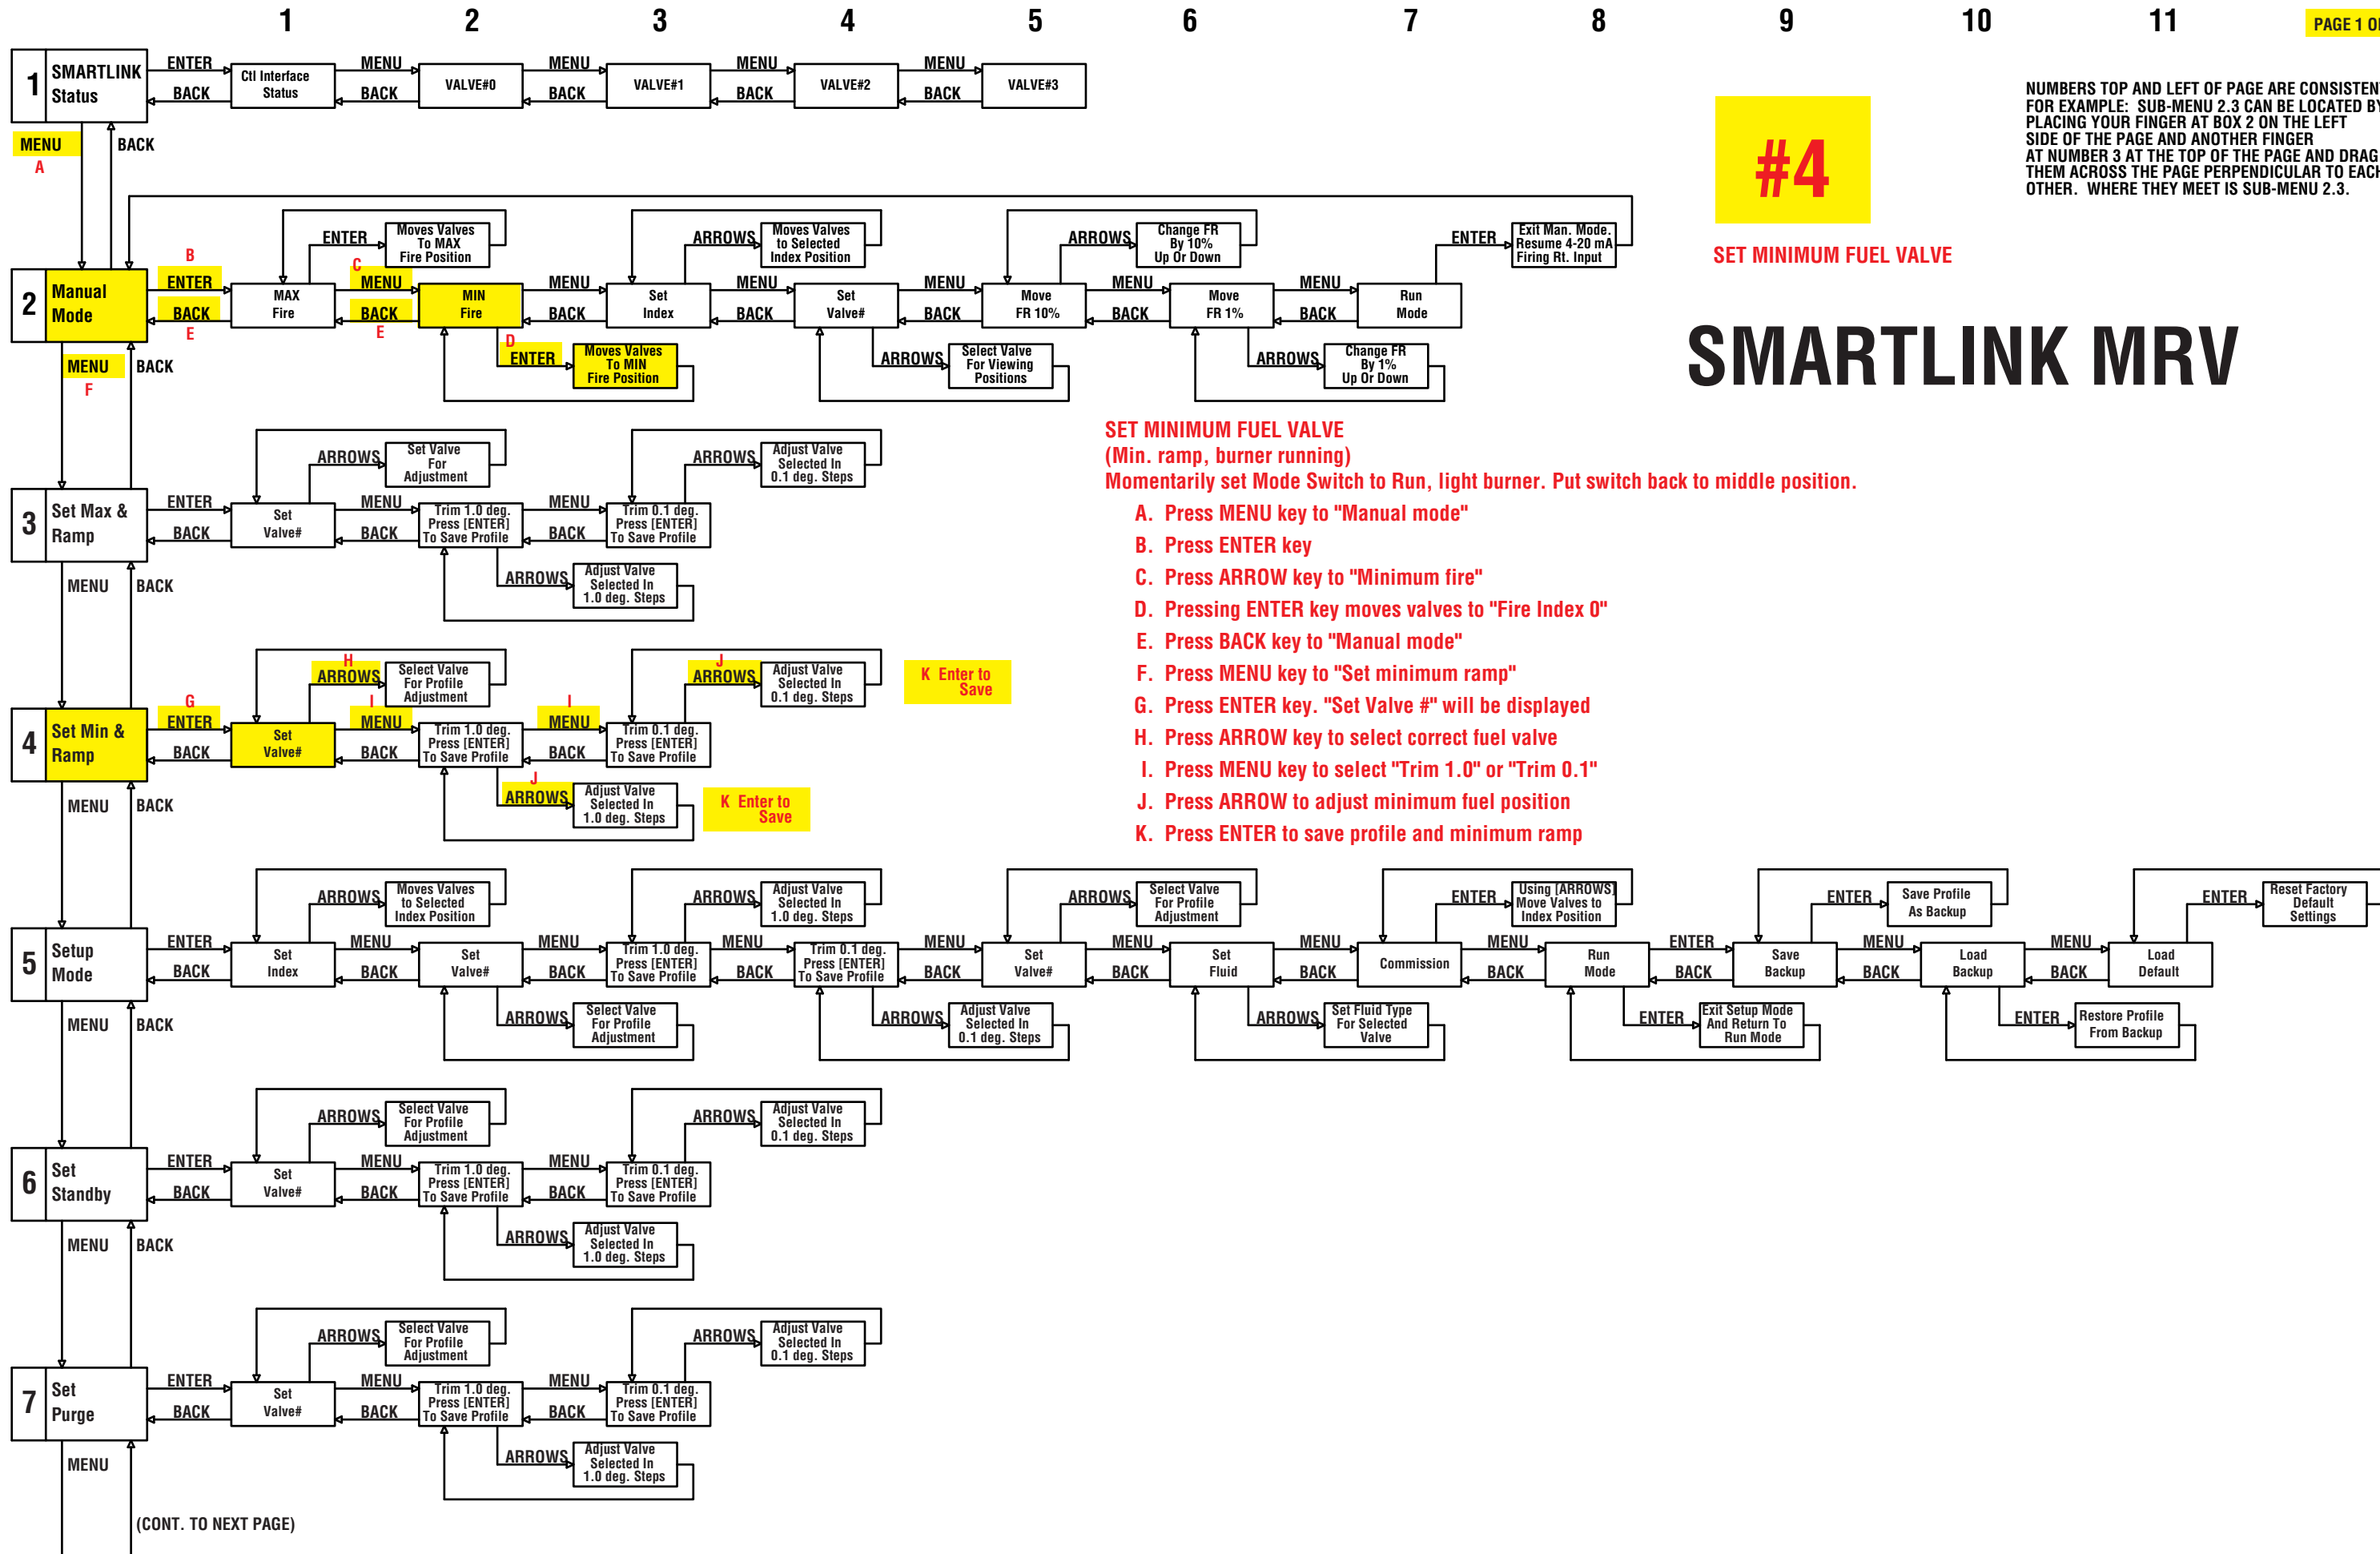 1 2 3 4 5 6 7 8 9 10 11
PAGE 1 O
1
SMARTLINK
Status
ENTER
BACK
Ctl Interface
Status
MENU
BACK
VALVE#0
MENU
BACK
VALVE#1
MENU
BACK
VALVE#2
MENU
BACK
VALVE#3
MENU
A
BACK
#4
SET MINIMUM FUEL VALVE
NUMBERS TOP AND LEFT OF PAGE ARE CONSISTEN
FOR EXAMPLE: SUB-MENU 2.3 CAN BE LOCATED BY
PLACING YOUR FINGER AT BOX 2 ON THE LEFT
SIDE OF THE PAGE AND ANOTHER FINGER
AT NUMBER 3 AT THE TOP OF THE PAGE AND DRAG
THEM ACROSS THE PAGE PERPENDICULAR TO EACH
OTHER. WHERE THEY MEET IS SUB-MENU 2.3.
SMARTLINK MRV
2
Manual
Mode
B
ENTER
BACK
E
MAX
Fire
ENTER
Moves Valves
To MAX
Fire Position
C
MENU
BACK
E
MIN
Fire
D
ENTER
Moves Valves
To MIN
Fire Position
MENU
BACK
Set
Index
ARROWS
Moves Valves
to Selected
Index Position
MENU
BACK
Set
Valve#
ARROWS
Select Valve
For Viewing
Positions
MENU
BACK
Move
FR 10%
ARROWS
Change FR
By 10%
Up Or Down
MENU
BACK
Move
FR 1%
ARROWS
Change FR
By 1%
Up Or Down
MENU
BACK
Run
Mode
ENTER
Exit Man. Mode.
Resume 4-20 mA
Firing Rt. Input
MENU
F
BACK
SET MINIMUM FUEL VALVE
(Min. ramp, burner running)
Momentarily set Mode Switch to Run, light burner. Put switch back to middle position.
A. Press MENU key to "Manual mode"
B. Press ENTER key
C. Press ARROW key to "Minimum fire"
D. Pressing ENTER key moves valves to "Fire Index 0"
E. Press BACK key to "Manual mode"
F. Press MENU key to "Set minimum ramp"
G. Press ENTER key. "Set Valve #" will be displayed
H. Press ARROW key to select correct fuel valve
I. Press MENU key to select "Trim 1.0" or "Trim 0.1"
J. Press ARROW to adjust minimum fuel position
K. Press ENTER to save profile and minimum ramp
3
Set Max &
Ramp
ENTER
BACK
Set
Valve#
ARROWS
Set Valve
For
Adjustment
MENU
BACK
Trim 1.0 deg.
Press [ENTER]
To Save Profile
ARROWS
Adjust Valve
Selected In
1.0 deg. Steps
MENU
BACK
Trim 0.1 deg.
Press [ENTER]
To Save Profile
ARROWS
Adjust Valve
Selected In
0.1 deg. Steps
MENU
BACK
4
Set Min &
Ramp
G
ENTER
BACK
Set
Valve#
H
ARROWS
Select Valve
For Profile
Adjustment
I
MENU
BACK
Trim 1.0 deg.
Press [ENTER]
To Save Profile
J
ARROWS
Adjust Valve
Selected In
1.0 deg. Steps
K Enter to
Save
I
MENU
BACK
Trim 0.1 deg.
Press [ENTER]
To Save Profile
J
ARROWS
Adjust Valve
Selected In
0.1 deg. Steps
K Enter to
Save
MENU
BACK
5
Setup
Mode
ENTER
BACK
Set
Index
ARROWS
Moves Valves
to Selected
Index Position
MENU
BACK
Set
Valve#
ARROWS
Select Valve
For Profile
Adjustment
MENU
BACK
Trim 1.0 deg.
Press [ENTER]
To Save Profile
ARROWS
Adjust Valve
Selected In
1.0 deg. Steps
MENU
BACK
Trim 0.1 deg.
Press [ENTER]
To Save Profile
ARROWS
Adjust Valve
Selected In
0.1 deg. Steps
MENU
BACK
Set
Valve#
ARROWS
Select Valve
For Profile
Adjustment
MENU
BACK
Set
Fluid
ARROWS
Set Fluid Type
For Selected
Valve
MENU
BACK
Commission
ENTER
Using [ARROWS]
Move Valves to
Index Position
MENU
BACK
Run
Mode
ENTER
Exit Setup Mode
And Return To
Run Mode
ENTER
BACK
Save
Backup
ENTER
Save Profile
As Backup
MENU
BACK
Load
Backup
ENTER
Restore Profile
From Backup
MENU
BACK
Load
Default
ENTER
Reset Factory
Default
Settings
MENU
BACK
6
Set
Standby
ENTER
BACK
Set
Valve#
ARROWS
Select Valve
For Profile
Adjustment
MENU
BACK
Trim 1.0 deg.
Press [ENTER]
To Save Profile
ARROWS
Adjust Valve
Selected In
1.0 deg. Steps
MENU
BACK
Trim 0.1 deg.
Press [ENTER]
To Save Profile
ARROWS
Adjust Valve
Selected In
0.1 deg. Steps
MENU
BACK
7
Set
Purge
ENTER
BACK
Set
Valve#
ARROWS
Select Valve
For Profile
Adjustment
MENU
BACK
Trim 1.0 deg.
Press [ENTER]
To Save Profile
ARROWS
Adjust Valve
Selected In
1.0 deg. Steps
MENU
BACK
Trim 0.1 deg.
Press [ENTER]
To Save Profile
ARROWS
Adjust Valve
Selected In
0.1 deg. Steps
MENU
(CONT. TO NEXT PAGE)